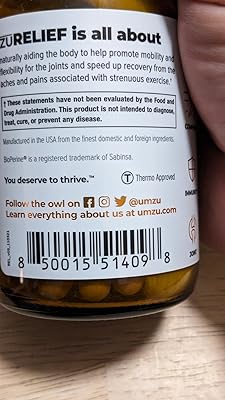 ZŪRELIEF is all about
naturally aiding the body to help promote mobility and
flexibility for the joints and speed up recovery from the
aches and pains associated with strenuous exercise.†
† These statements have not been evaluated by the Food and
Drug Administration. This product is not intended to diagnose,
treat, cure, or prevent any disease.
Manufactured in the USA from the finest domestic and foreign ingredients.
BioPerine® is a registered trademark of Sabinsa.
You deserve to thrive.™
T Thermo Approved
Follow the owl on @umzu
Learn everything about us at umzu.com
8 50015 51409 8
IMMUNI
JOINT